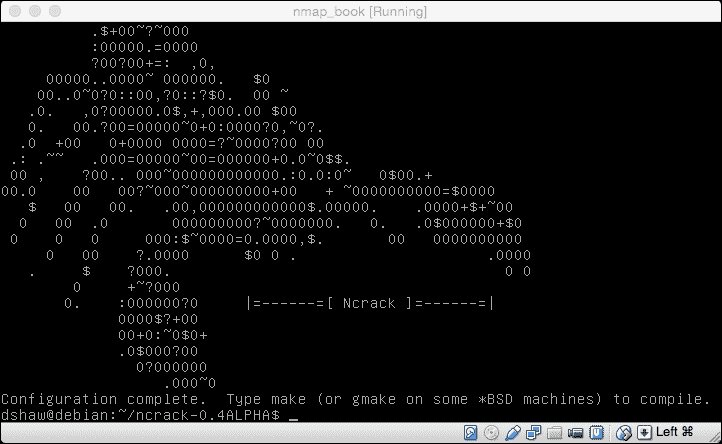 nmap_book [Running]
.$+00~?~000
:00000.=0000
?00?00+=: ,0,
00000..0000~ 000000. $0
00..0~0?0::00,?0::?$0. 00 ~
.0. ,0?00000.0$,+,000.00 $00
0. 00.?00=00000~0+0:0000?0,~0?.
.0 +00 0+0000 0000=?~0000?00 00
.: .~~ .000=00000~00=000000+0.0~0$$.
00 , ?00.. 000~000000000000.:0.0:0~ 0$00.+
00.0 00 00?~000~000000000+00 + ~0000000000=$0000
$ 00 00. .00,000000000000$.00000. .0000+$+~00
0 00 .0 000000000?~0000000. 0. .0$000000+$0
0 0 0 000:$~0000=0.0000,$. 00 0000000000
0 00 ?.0000 $0 0 . .0000
. $ ?000. 0 0
0 +~?000
0. :000000?0 |=------=[ Ncrack ]=------=|
0000$?+00
00+0:~0$0+
.0$000?00
0?000000
.000~0
Configuration complete. Type make (or gmake on some *BSD machines) to compile.
dshaw@debian:~/ncrack-0.4ALPHA$ _
Left ⌘